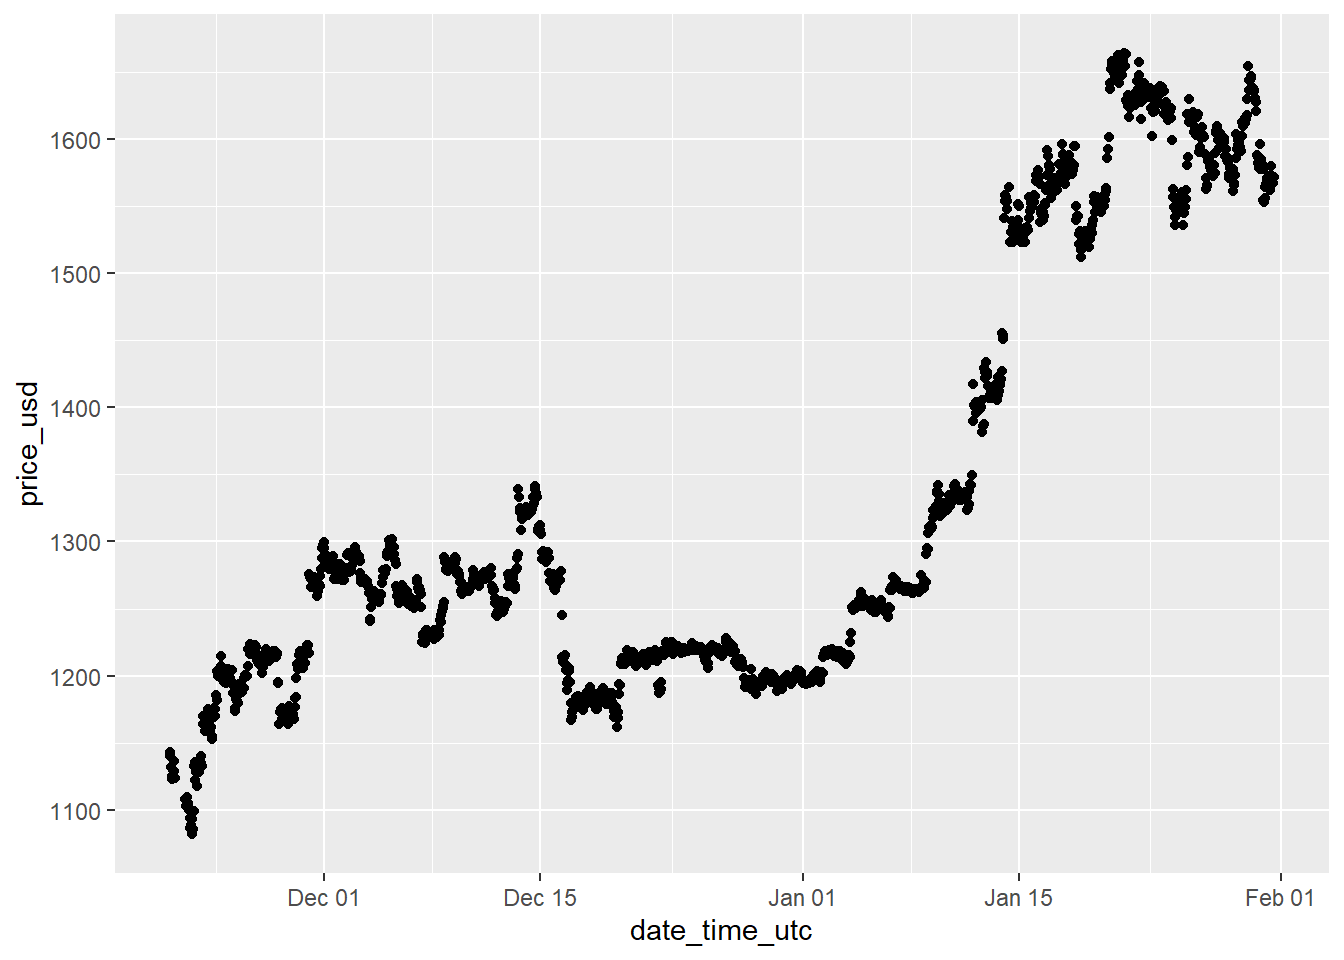 1600
1500
1400
1300
1200
1100
price_usd
Dec 01
Dec 15
Jan 01
Jan 15
Feb 01
date_time_utc